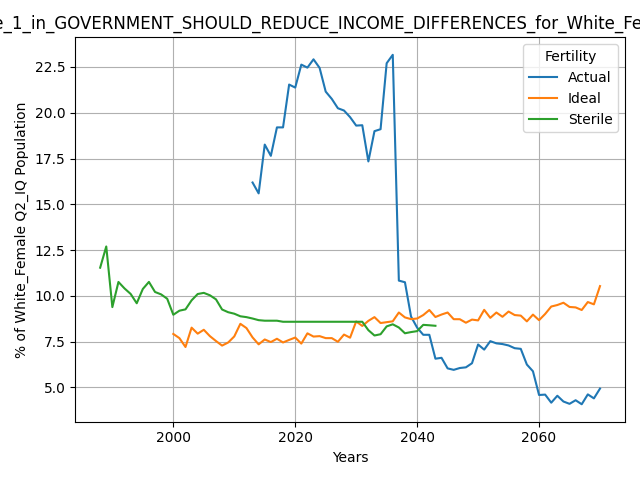 e_1_in_GOVERNMENT_SHOULD_REDUCE_INCOME_DIFFERENCES_for_White_Fe
Fertility
Actual
Ideal
Sterile
% of White_Female Q2_IQ Population
22.5
20.0
17.5
15.0
12.5
10.0
7.5
5.0
2000 2020 2040 2060
Years